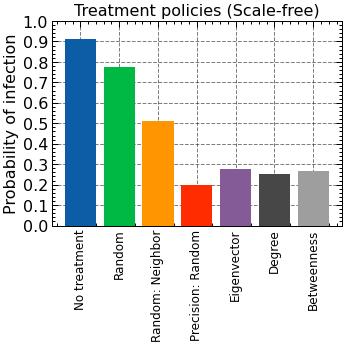 Treatment policies (Scale-free)
Probability of infection
1.0
0.9
0.8
0.7
0.6
0.5
0.4
0.3
0.2
0.1
0.0
No treatment
Random
Random: Neighbor
Precision: Random
Eigenvector
Degree
Betweenness